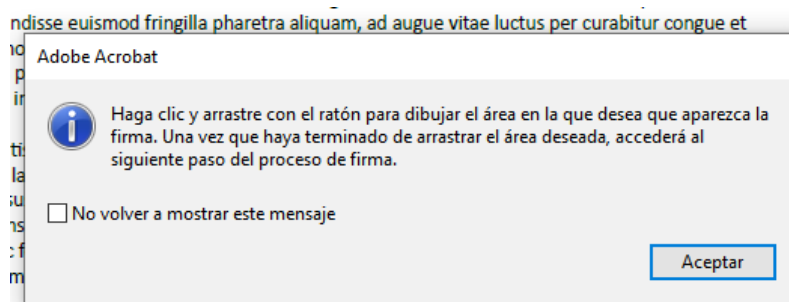 ndisse euismod fringilla pharetra aliquam, ad augue vitae luctus per curabitur congue et
Adobe Acrobat
Haga clic y arrastre con el ratón para dibujar el área en la que desea que aparezca la
firma. Una vez que haya terminado de arrastrar el área deseada, accederá al
siguiente paso del proceso de firma.
No volver a mostrar este mensaje
Aceptar